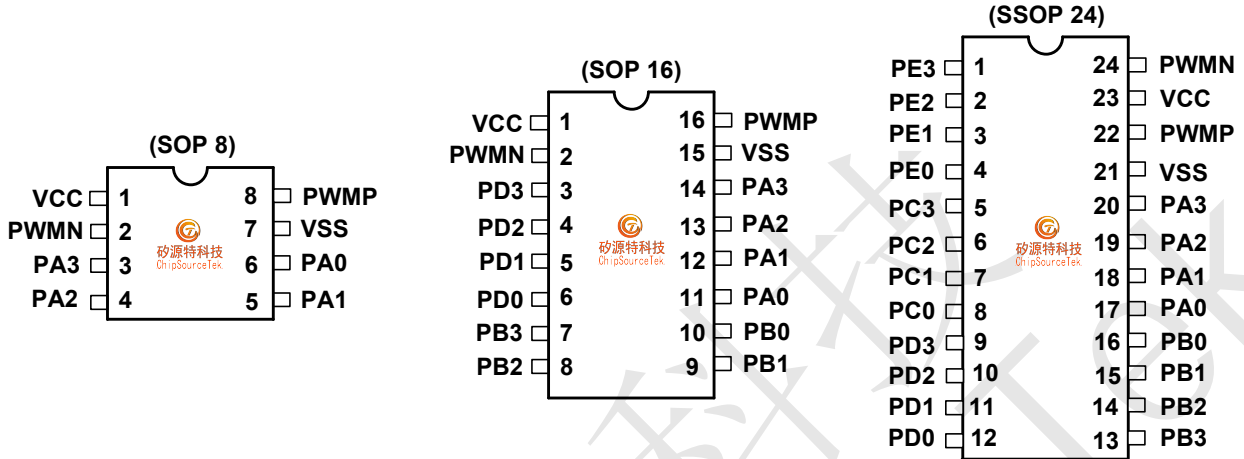 (SOP 8)
VCC 1 8 PWMP
PWMN 2 7 VSS
PA3 3 6 PA0
PA2 4 5 PA1
矽源特科技
ChipSourceTek
(SOP 16)
VCC 1 16 PWMP
PWMN 2 15 VSS
PD3 3 14 PA3
PD2 4 13 PA2
PD1 5 12 PA1
PD0 6 11 PA0
PB3 7 10 PB0
PB2 8 9 PB1
矽源特科技
ChipSourceTek
(SSOP 24)
PE3 1 24 PWMN
PE2 2 23 VCC
PE1 3 22 PWMP
PE0 4 21 VSS
PC3 5 20 PA3
PC2 6 19 PA2
PC1 7 18 PA1
PC0 8 17 PA0
PD3 9 16 PB0
PD2 10 15 PB1
PD1 11 14 PB2
PD0 12 13 PB3
矽源特科技
ChipSourceTek
科技
Tek